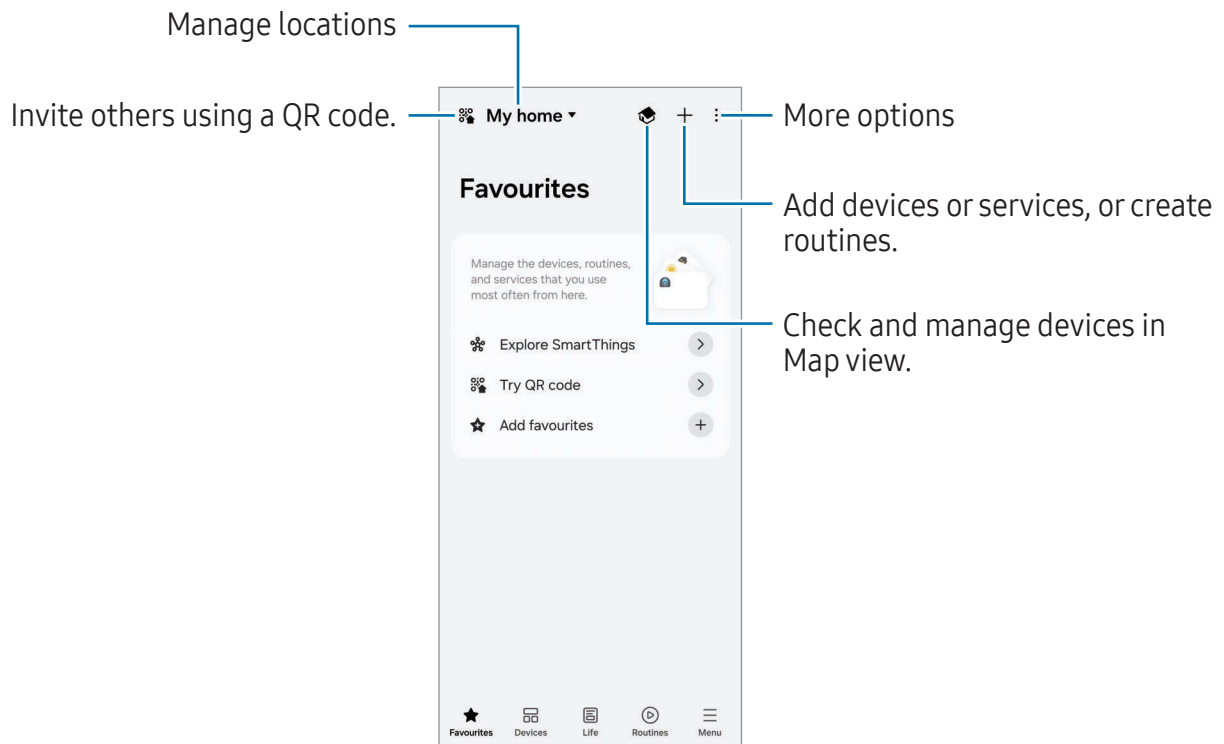 Manage locations
Invite others using a QR code.
My home
More options
Favourites
Add devices or services, or create
routines.
Manage the devices, routines,
and services that you use
most often from here.
Check and manage devices in
Map view.
Explore SmartThings
Try QR code
Add favourites
Favourites
Devices
Life
Routines
Menu